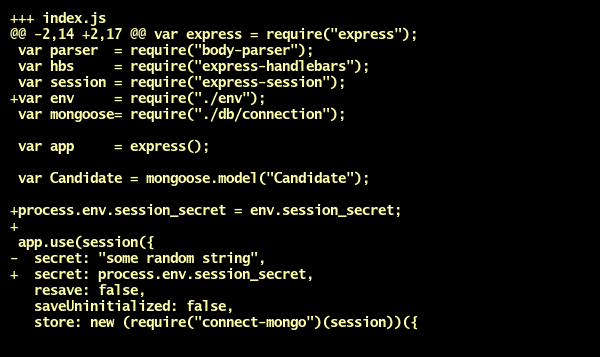 +++ index.js
@@ -2,14 +2,17 @@ var express = require("express");
 var parser  = require("body-parser");
 var hbs     = require("express-handlebars");
 var session = require("express-session");
+var env     = require("./env");
 var mongoose= require("./db/connection");

 var app     = express();

 var Candidate = mongoose.model("Candidate");

+process.env.session_secret = env.session_secret;
+
 app.use(session({
-  secret: "some random string",
+  secret: process.env.session_secret,
   resave: false,
   saveUninitialized: false,
   store: new (require("connect-mongo")(session))({